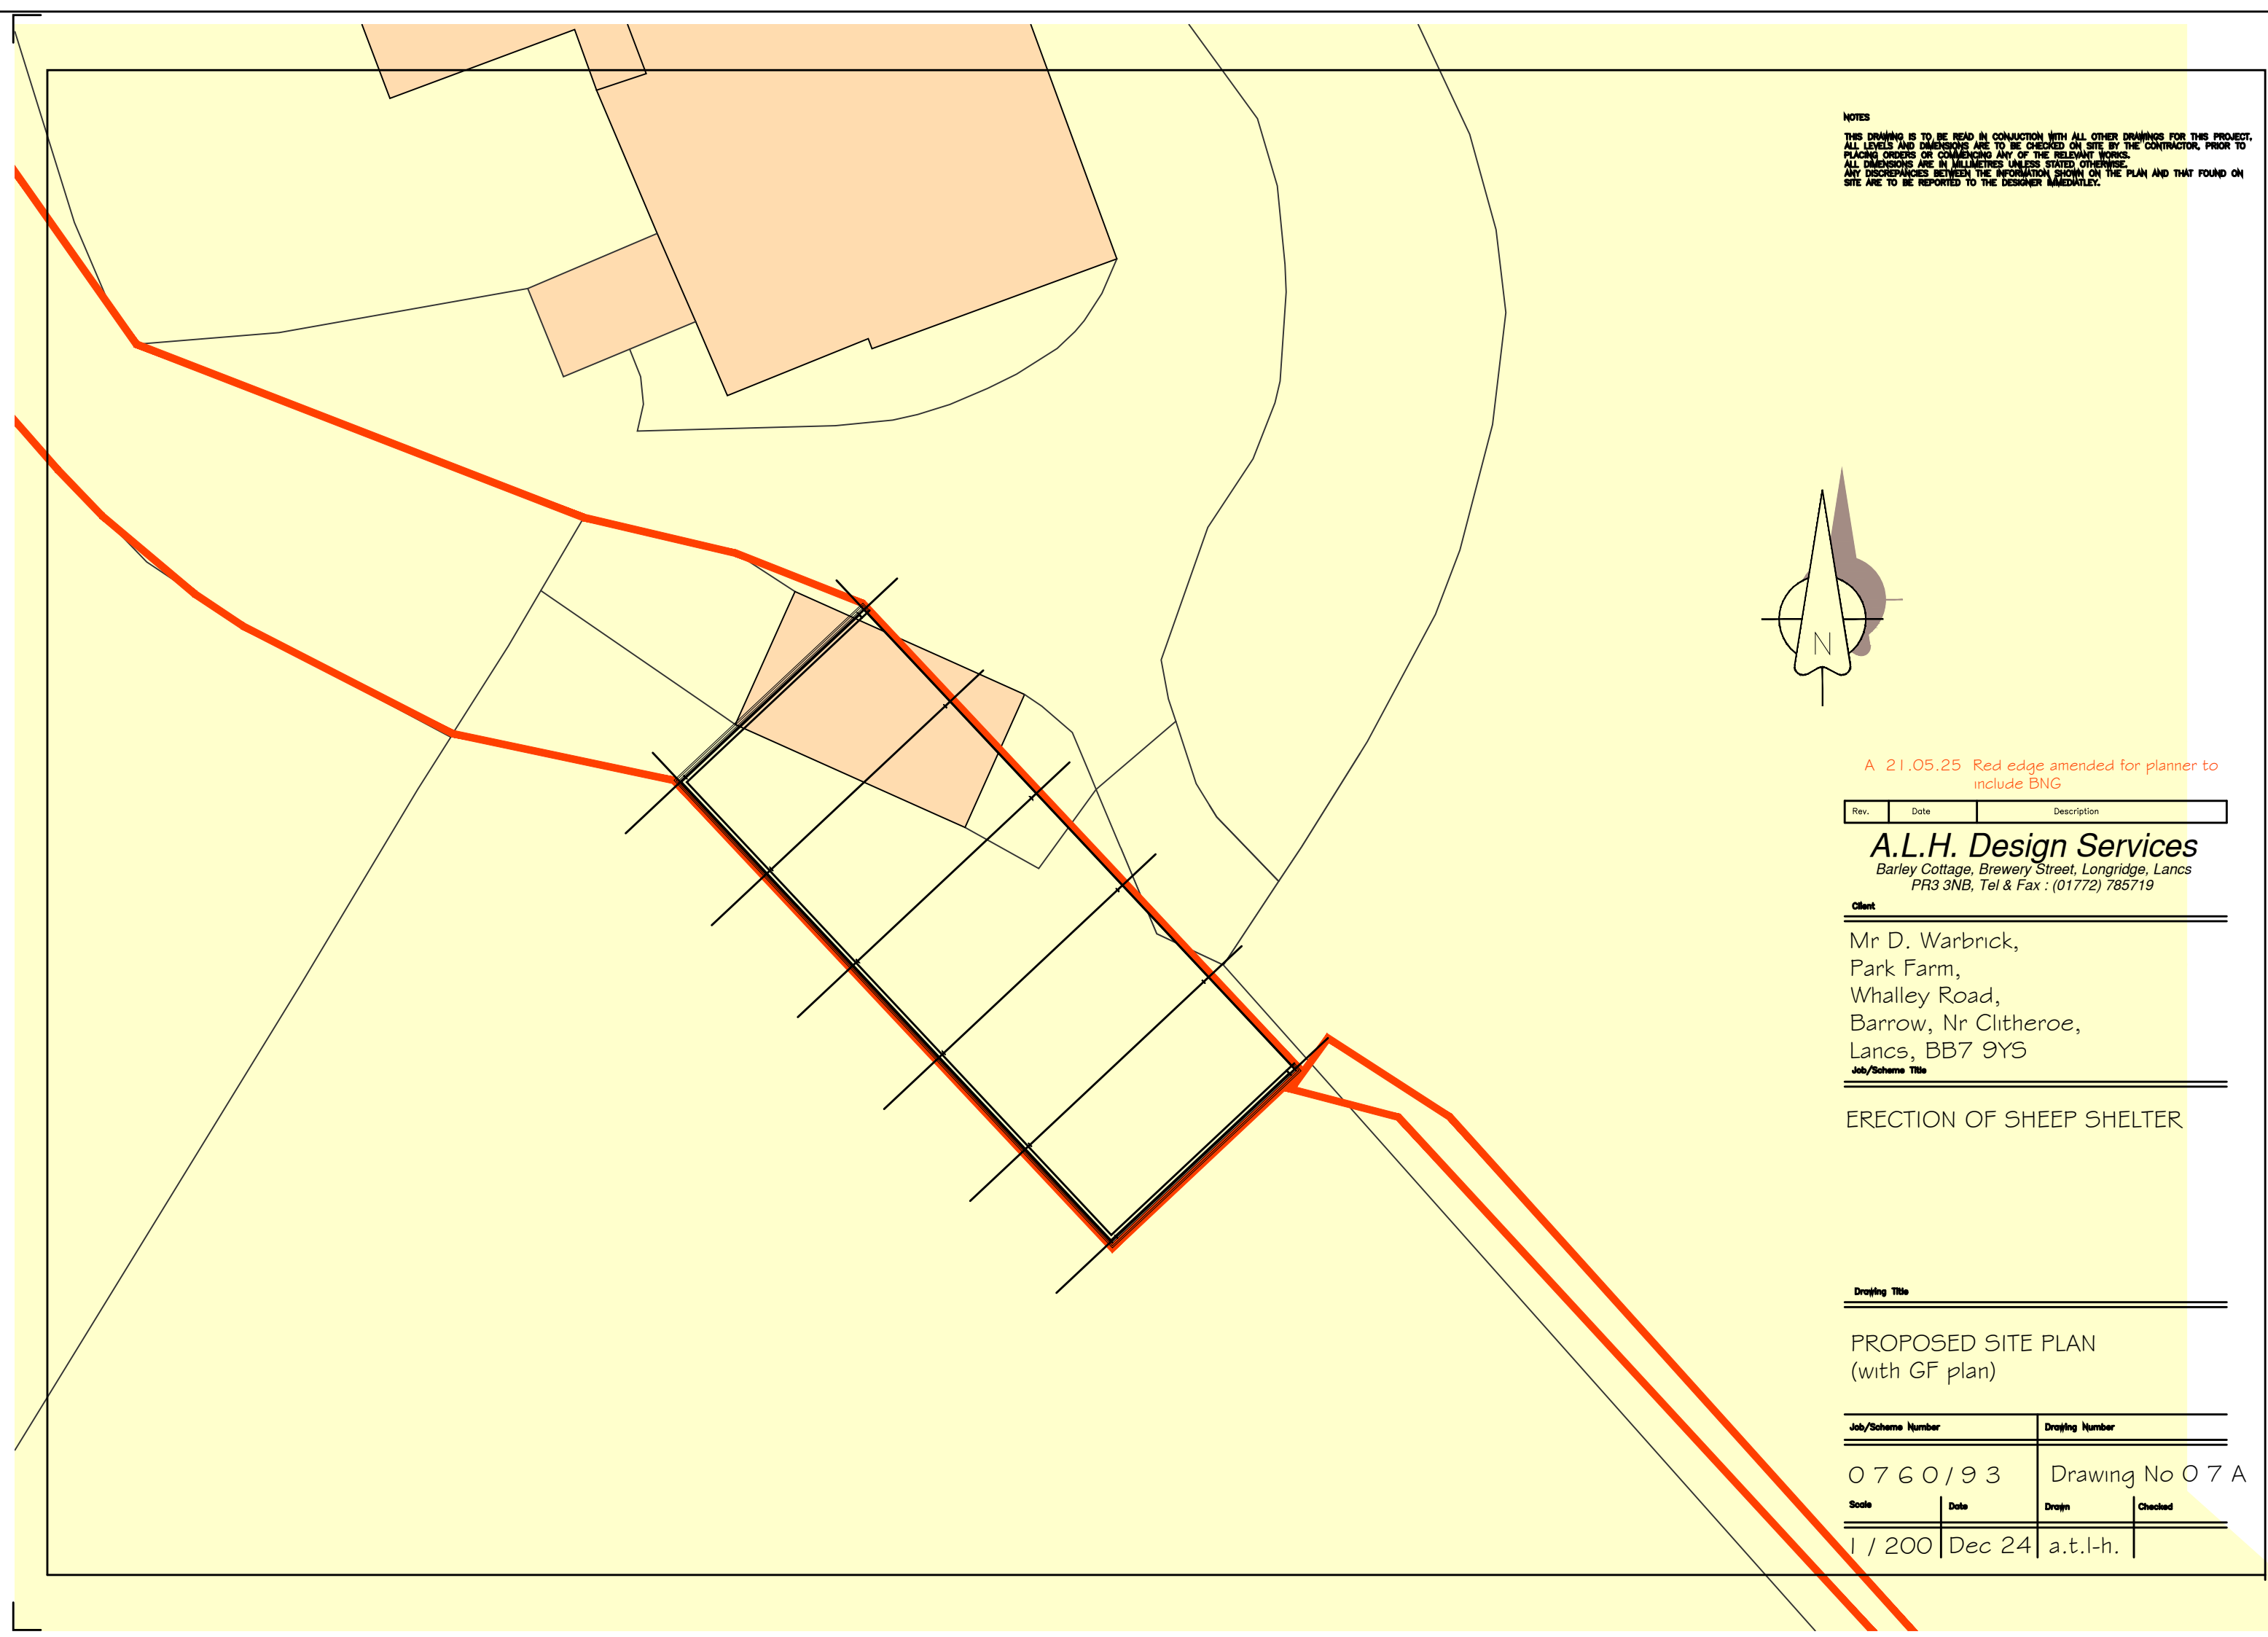 NOTES
THIS DRAWING IS TO BE READ IN CONJUCTION WITH ALL OTHER DRAWINGS FOR THIS PROJECT.
ALL LEVELS AND DIMENSIONS ARE TO BE CHECKED ON SITE BY THE CONTRACTOR, PRIOR TO
PLACING ORDERS OR COMMENCING ANY OF THE RELEVANT WORKS.
ALL DIMENSIONS ARE IN MILLIMETRES UNLESS STATED OTHERWISE.
ANY DISCREPANCIES BETWEEN THE INFORMATION SHOWN ON THE PLAN AND THAT FOUND ON
SITE ARE TO BE REPORTED TO THE DESIGNER IMMEDIATLEY.
N
A 21.05.25 Red edge amended for planner to
include BNG
Rev. Date Description
A.L.H. Design Services
Barley Cottage, Brewery Street, Longridge, Lancs
PR3 3NB, Tel & Fax : (01772) 785719
Client
Mr D. Warbrick,
Park Farm,
Whalley Road,
Barrow, Nr Clitheroe,
Lancs, BB7 9YS
Job/Scheme Title
ERECTION OF SHEEP SHELTER
Drawing Title
PROPOSED SITE PLAN
(with GF plan)
Job/Scheme Number Drawing Number
0760/93 Drawing No 07A
Scale Date Drawn Checked
1 / 200 Dec 24 a.t.l-h.